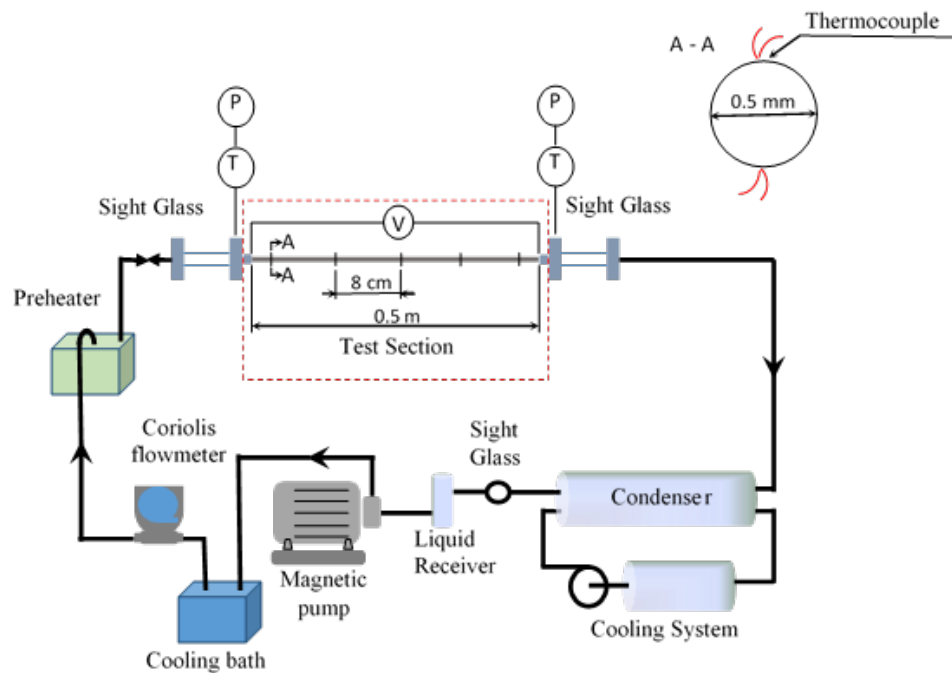 Thermocouple
A - A
0.5 mm
P
P
T
T
Sight Glass
Sight Glass
V
A
A
8 cm
0.5 m
Test Section
Preheater
Coriolis
flowmeter
Sight
Glass
Condenser
Liquid
Receiver
Magnetic
pump
Cooling System
Cooling bath